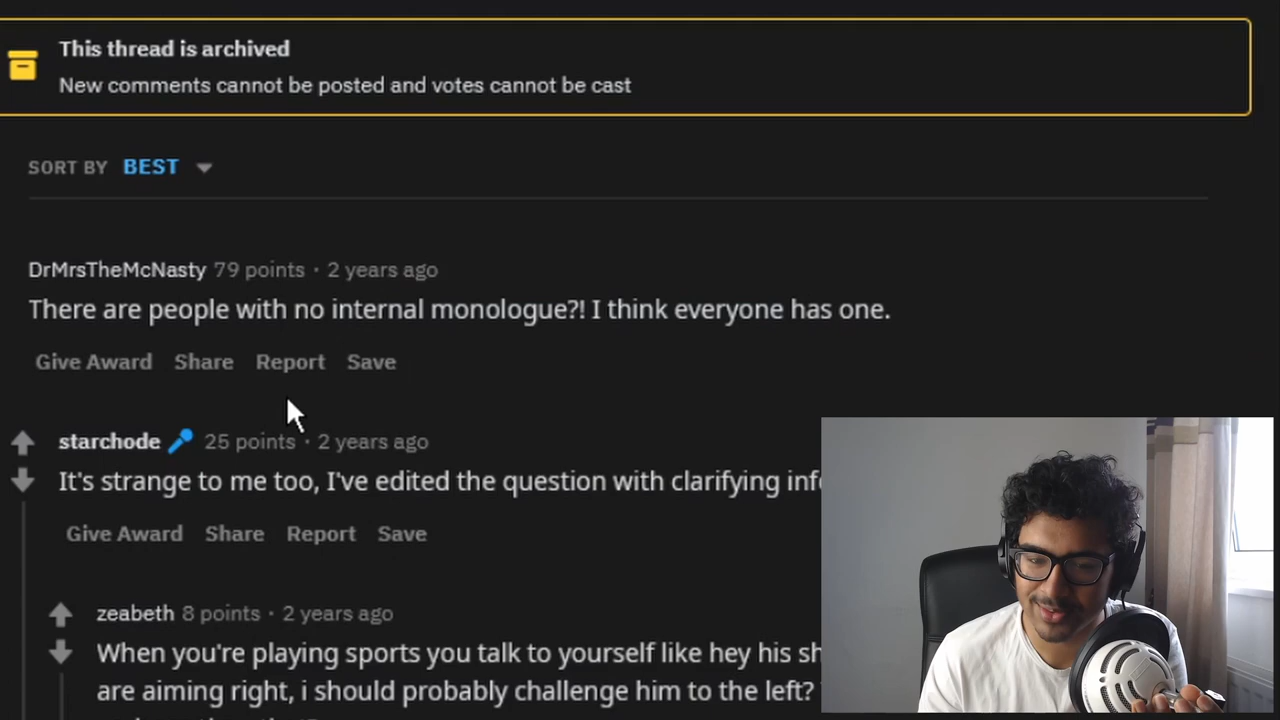 This thread is archived
New comments cannot be posted and votes cannot be cast
SORT BY BEST
DrMrsTheMcNasty 79 points · 2 years ago
There are people with no internal monologue?! I think everyone has one.
Give Award Share Report Save
starchode 25 points · 2 years ago
It's strange to me too, I've edited the question with clarifying
Give Award Share Report Save
zeabeth 8 points · 2 years ago
When you're playing sports you talk to yourself like hey his
are aiming right, i should probably challenge him to the left?